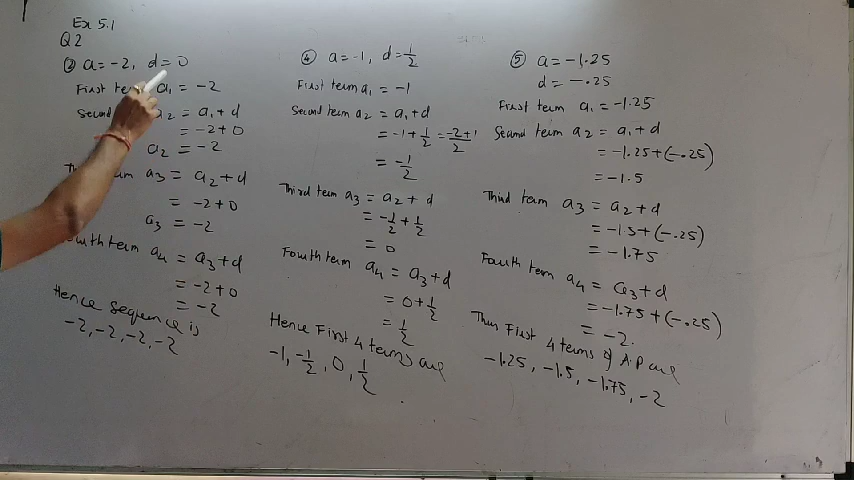 Ex 5.1
Q2
a = -2, d = 0
First a₁ = -2
Second a₂ = a₁ + d
= -2+0
a₂ = -2
a₃ = a₂ + d
= -2+0
a₃ = -2
Fourth term a₄ = a₃ + d
= -2+0
= -2
Hence Sequence is
-2, -2, -2, -2
④ a = -1, d = 1/2
First term a₁ = -1
Second term a₂ = a₁ + d
= -1 + 1/2 = -2+1/2
= -1/2
Third term a₃ = a₂ + d
= -1/2 + 1/2
= 0
Fourth term a₄ = a₃ + d
= 0 + 1/2
= 1/2
Hence First 4 terms are
-1, -1/2, 0, 1/2
⑤ a = -1.25
d = -.25
First term a₁ = -1.25
Second term a₂ = a₁ + d
= -1.25 + (-.25)
= -1.5
Third term a₃ = a₂ + d
= -1.5 + (-.25)
= -1.75
Fourth term a₄ = a₃ + d
= -1.75 + (-.25)
= -2.
Thus First 4 terms of A.P are
-1.25, -1.5, -1.75, -2